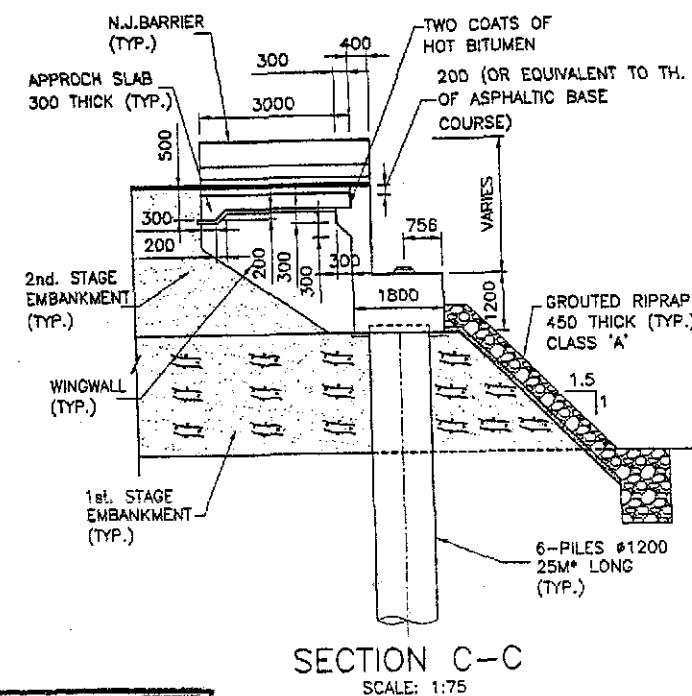 N.J.BARRIER
(TYP.)
400
TWO COATS OF
HOT BITUMEN
300
APPROCH SLAB
300 THICK (TYP.)
200 (OR EQUIVALENT TO TH.
OF ASPHALTIC BASE
COURSE)
3000
500
VARIES
300
756
200
200
300
300
300
2nd. STAGE
EMBANKMENT
(TYP.)
1800
1200
GROUTED RIPRAP
450 THICK (TYP.)
CLASS 'A'
WINGWALL
(TYP.)
1.5
1
1st. STAGE
EMBANKMENT
(TYP.)
6-PILES ø1200
25M* LONG
(TYP.)
SECTION C-C
SCALE: 1:75